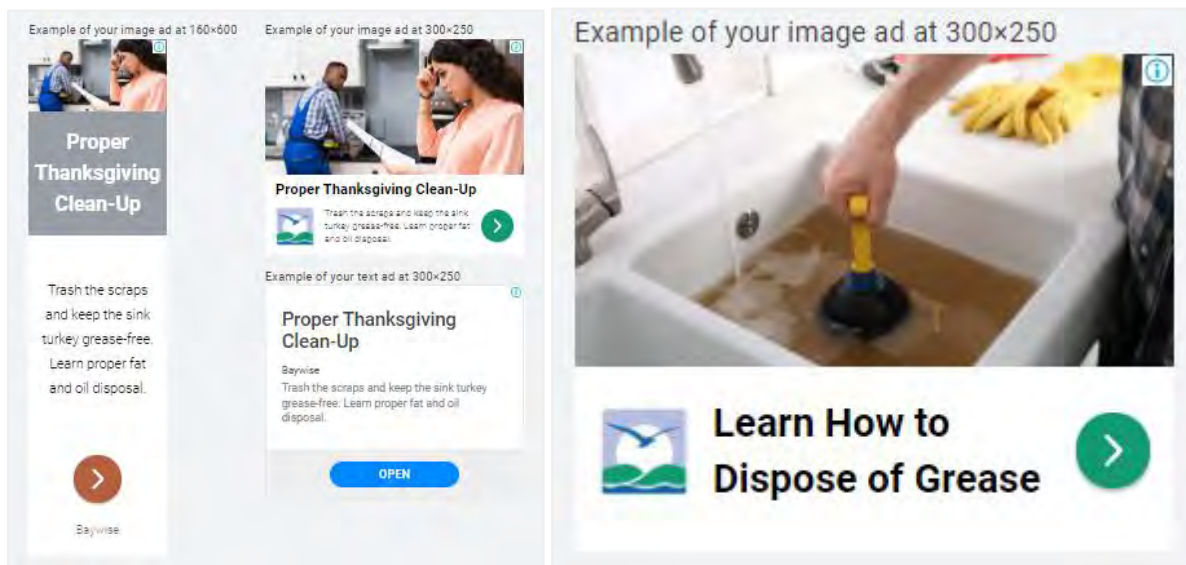 Example of your image ad at 160×600
Proper
Thanksgiving
Clean-Up
Trash the scraps
and keep the sink
turkey grease-free.
Learn proper fat
and oil disposal.
Baywise
Example of your image ad at 300×250
Proper Thanksgiving Clean-Up
Trash the scraps and keep the sink
turkey grease-free. Learn proper fat
and oil disposal.
Example of your text ad at 300×250
Proper Thanksgiving
Clean-Up
Baywise
Trash the scraps and keep the sink turkey
grease-free. Learn proper fat and oil
disposal.
OPEN
Example of your image ad at 300×250
Learn How to
Dispose of Grease